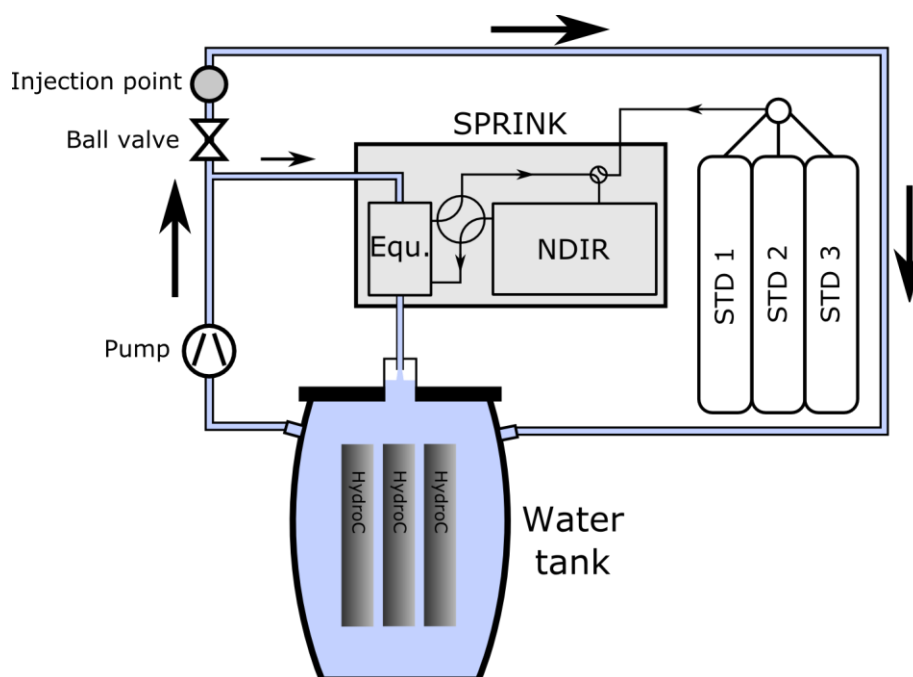 Injection point
Ball valve
SPRINK
Equ.
NDIR
STD 1
STD 2
STD 3
Pump
HydroC
HydroC
HydroC
Water
tank